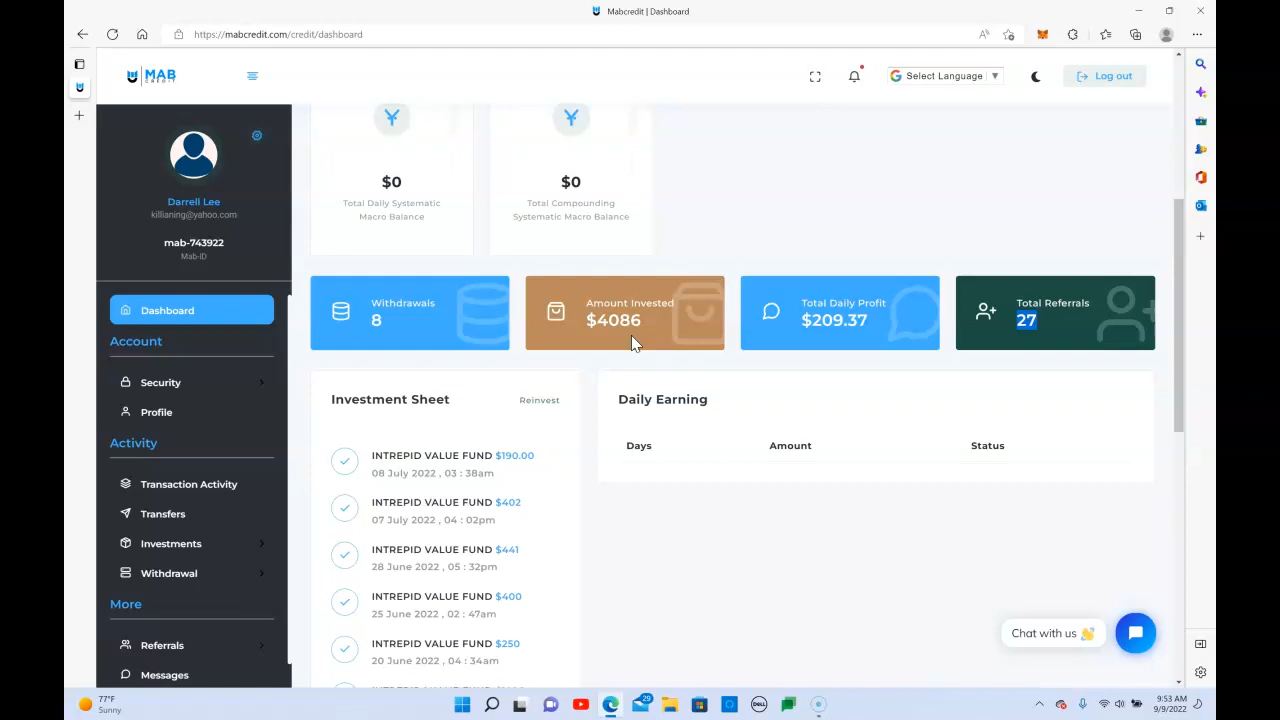 Mabcredit | Dashboard
https://mabcredit.com/credit/dashboard
MAB
CREDIT
Select Language
Log out
Darrell Lee
killianing@yahoo.com
mab-743922
Mab-ID
Dashboard
Account
Security
Profile
Activity
Transaction Activity
Transfers
Investments
Withdrawal
More
Referrals
Messages
$0
Total Daily Systematic
Macro Balance
$0
Total Compounding
Systematic Macro Balance
Withdrawals
8
Amount Invested
$4086
Total Daily Profit
$209.37
Total Referrals
27
Investment Sheet
Reinvest
INTREPID VALUE FUND $190.00
08 July 2022 , 03 : 38am
INTREPID VALUE FUND $402
07 July 2022 , 04 : 02pm
INTREPID VALUE FUND $441
28 June 2022 , 05 : 32pm
INTREPID VALUE FUND $400
25 June 2022 , 02 : 47am
INTREPID VALUE FUND $250
20 June 2022 , 04 : 34am
Daily Earning
Days Amount Status
Chat with us 👋
77°F
Sunny
29
DELL
9:53 AM
9/9/2022